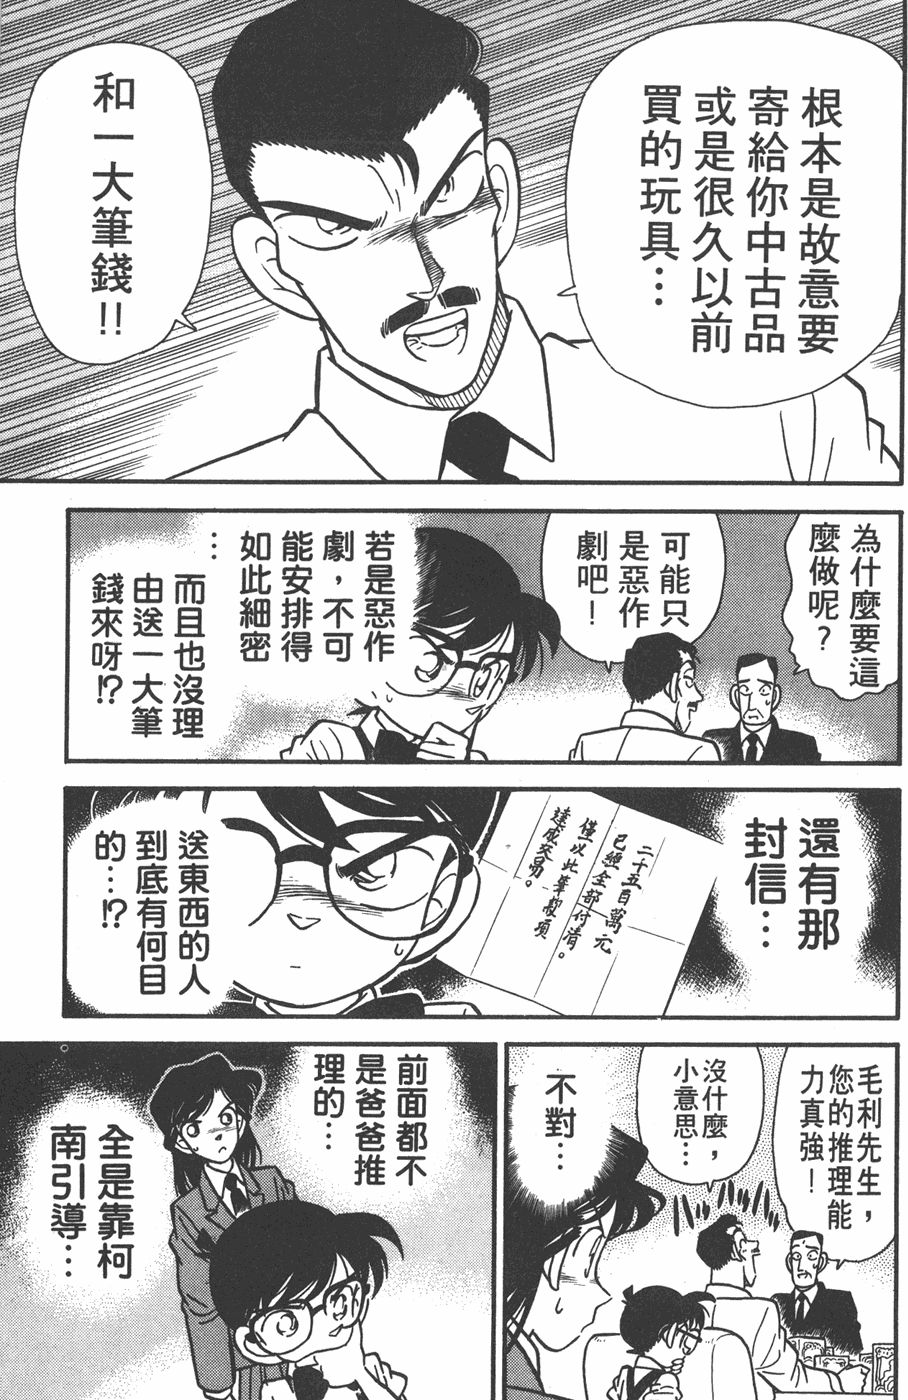 根本是故意要
寄給你中古品
或是很久以前
買的玩具…
和一大筆錢!!
為什麼要這
麼做呢?
可能只
是惡作
劇吧!
若是惡作
劇,不可
能安排得
如此細密
…
而且也沒理
由送一大筆
錢來呀!?
還有那
封信…
二十五百萬元
已經全部付清。
僅以此筆報項
達成交易。
送東西的人
到底有何目
的…!?
毛利先生,
您的推理能
力真強!
沒什麼,
小意思…
不對…
前面都不
是爸爸推
理的…
全是靠柯
南引導…